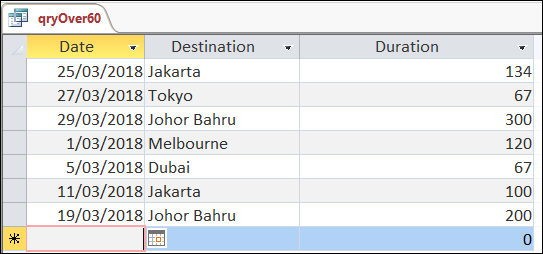 qryOver60
Date Destination Duration
25/03/2018 Jakarta 134
27/03/2018 Tokyo 67
29/03/2018 Johor Bahru 300
1/03/2018 Melbourne 120
5/03/2018 Dubai 67
11/03/2018 Jakarta 100
19/03/2018 Johor Bahru 200
0